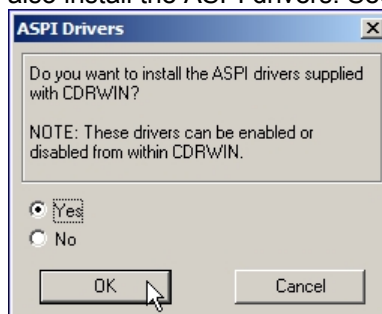 also install the ASPI drivers. 
ASPI Drivers
Do you want to install the ASPI drivers supplied
with CDRWIN?
NOTE: These drivers can be enabled or
disabled from within CDRWIN.
Yes
No
OK
Cancel